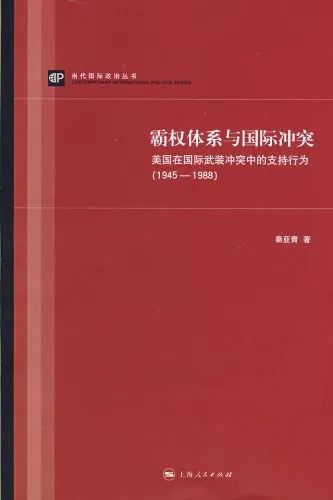 当代国际政治丛书
CONTEMPORARY INTERNATIONAL POLITICS SERIES
霸权体系与国际冲突
美国在国际武装冲突中的支持行为
(1945—1988)
秦亚青 著
上海人民出版社